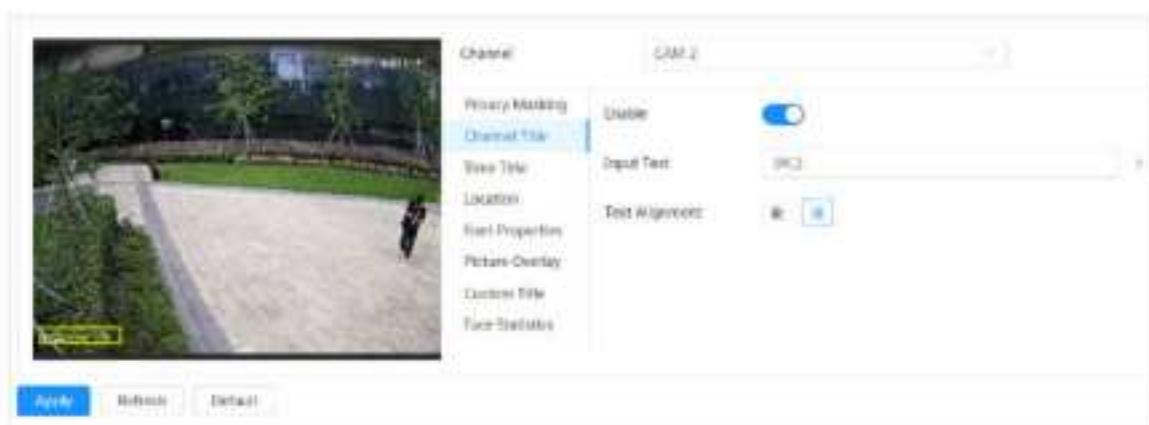 Channel
CAM 2
Privacy Masking
Channel Title
Time Title
Location
Font Properties
Picture Overlay
Custom Title
Face Statistics
Enable
Input Text
Text Alignment
Apply
Refresh
Default